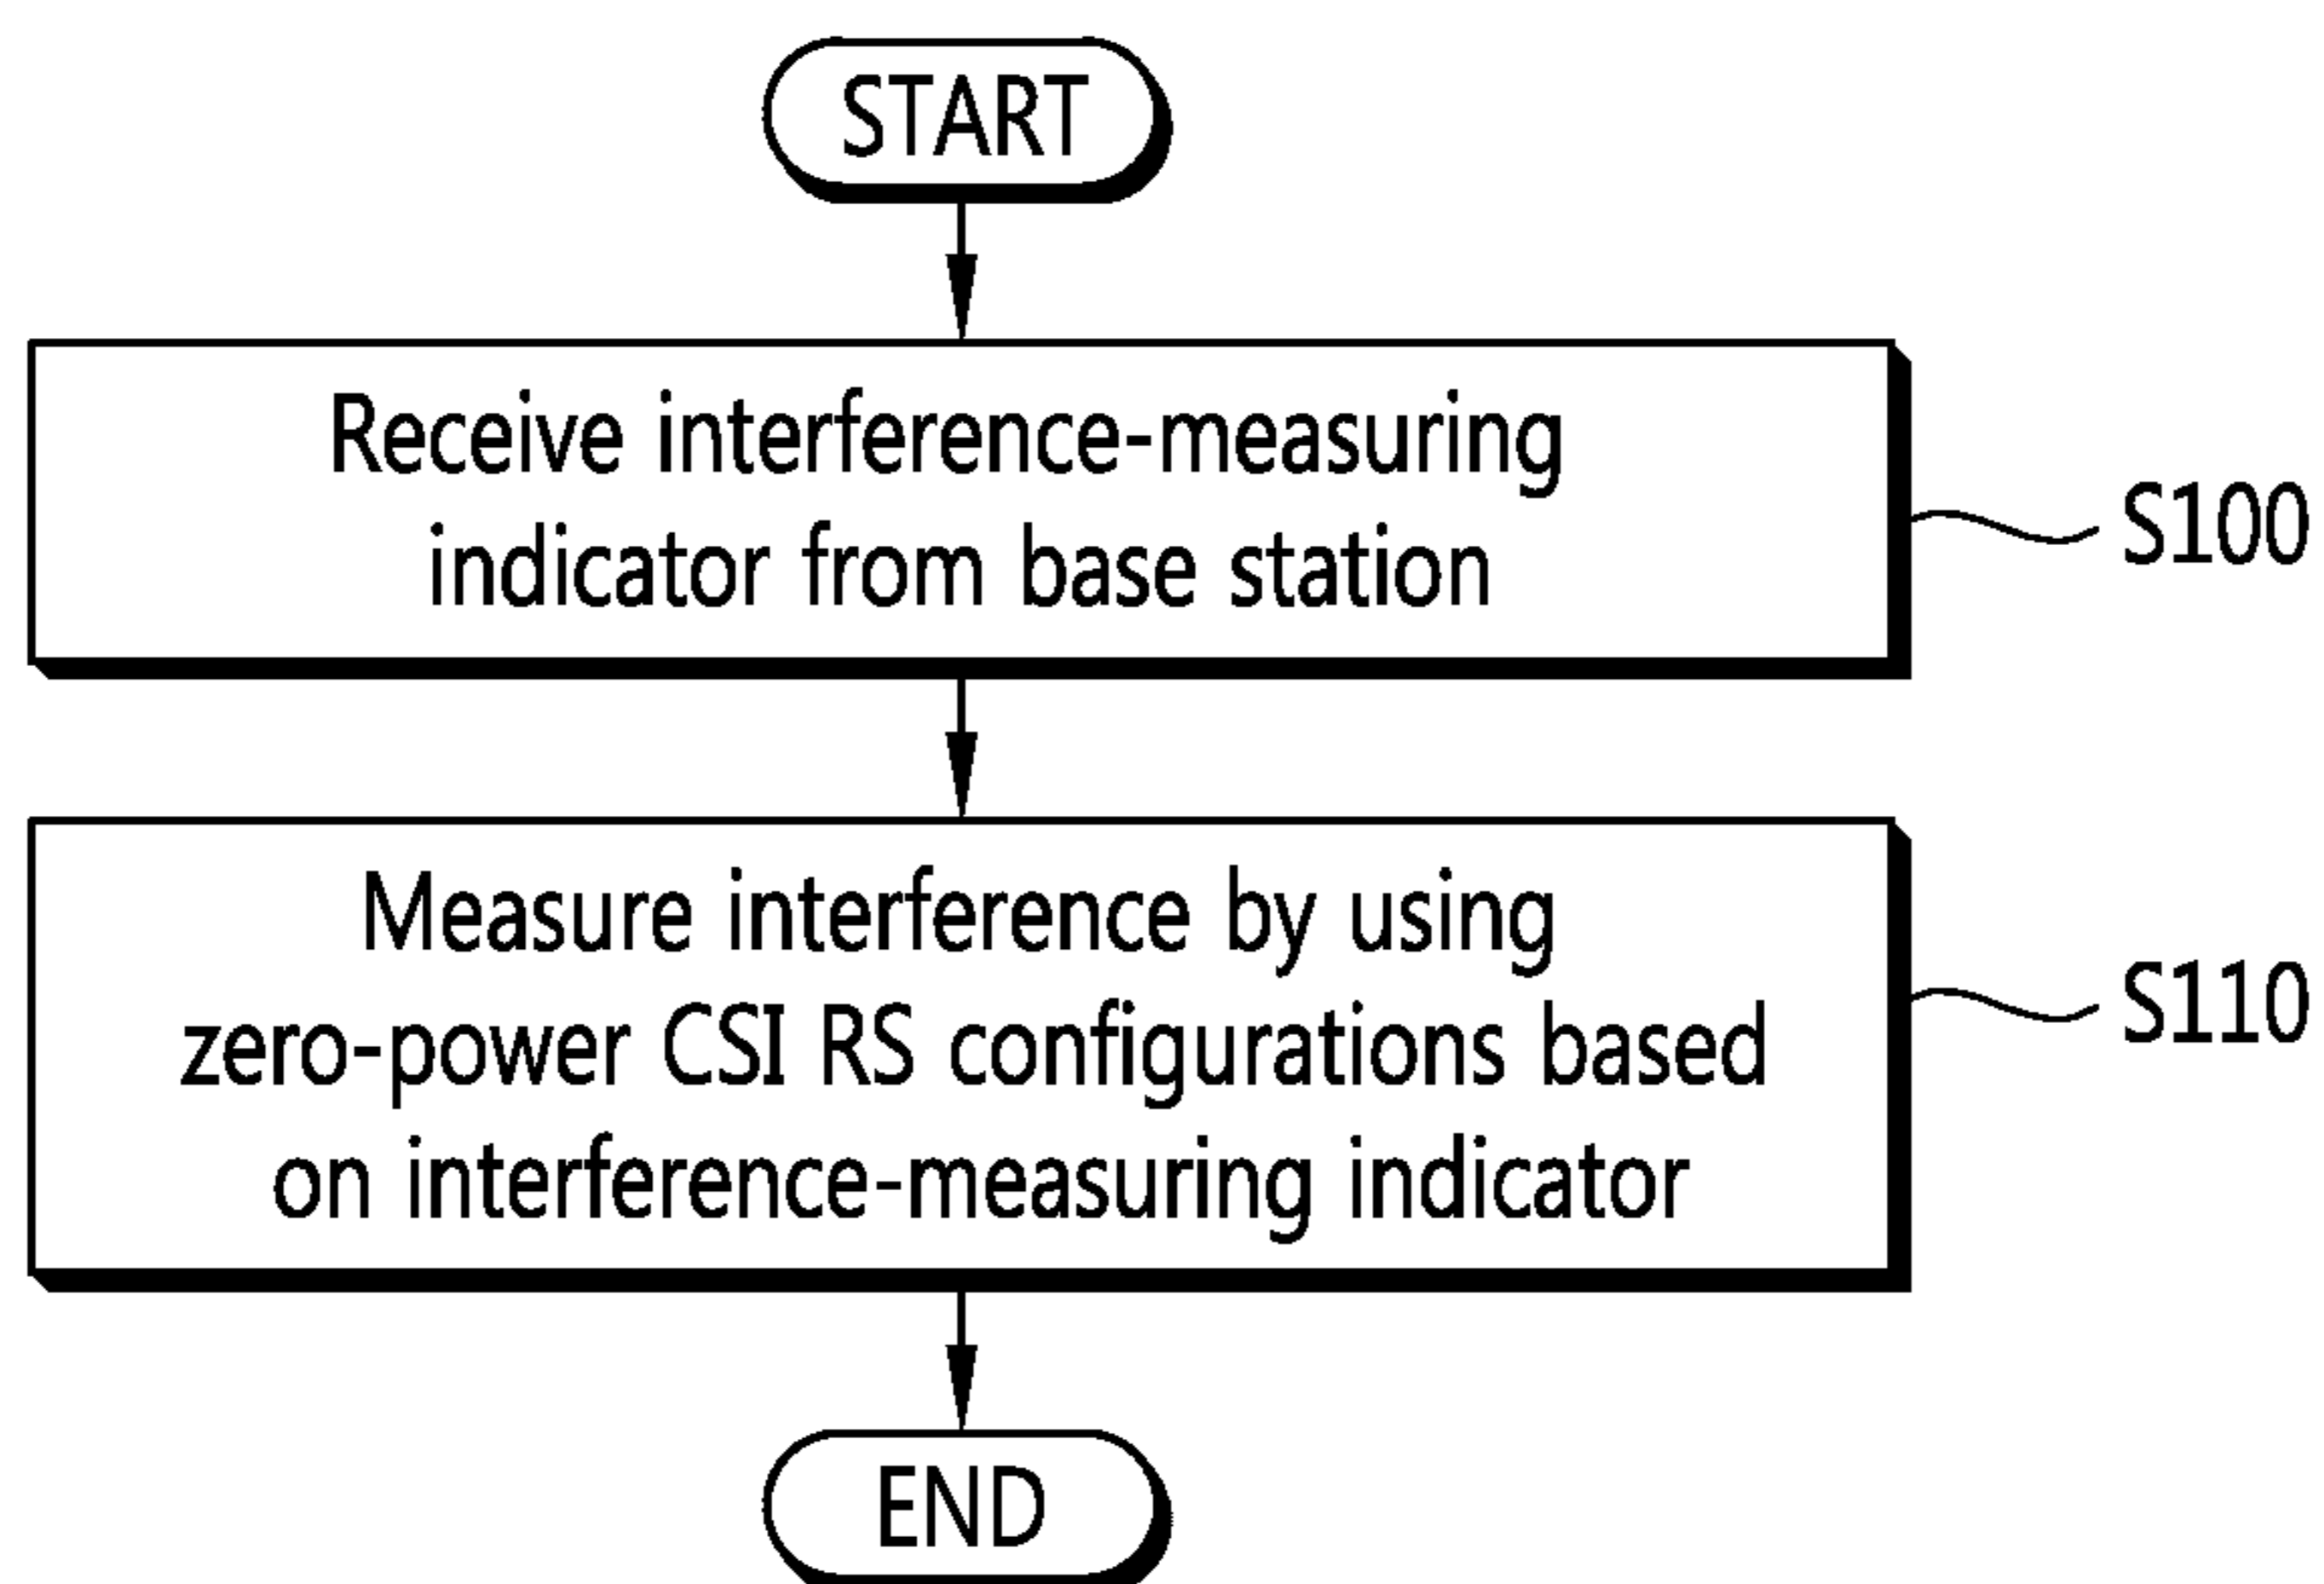 START
Receive interference-measuring
indicator from base station
S100
Measure interference by using
zero-power CSI RS configurations based
on interference-measuring indicator
S110
END